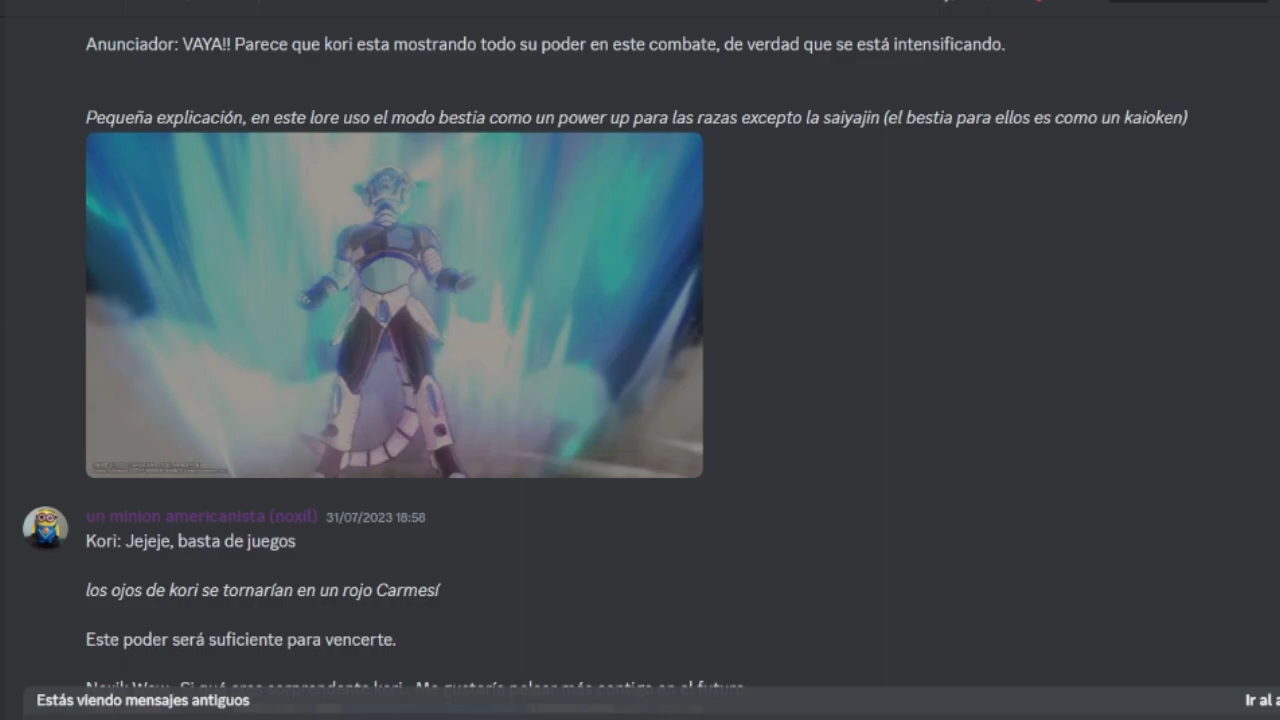 Anunciador: VAYA!! Parece que kori esta mostrando todo su poder en este combate, de verdad que se está intensificando.
Pequeña explicación, en este lore uso el modo bestia como un power up para las razas excepto la saiyajin (el bestia para ellos es como un kaioken)
un minion americanista (noxil) 31/07/2023 18:58
Kori: Jejeje, basta de juegos
los ojos de kori se tornarían en un rojo Carmesí
Este poder será suficiente para vencerte.
Estás viendo mensajes antiguos
Ir al